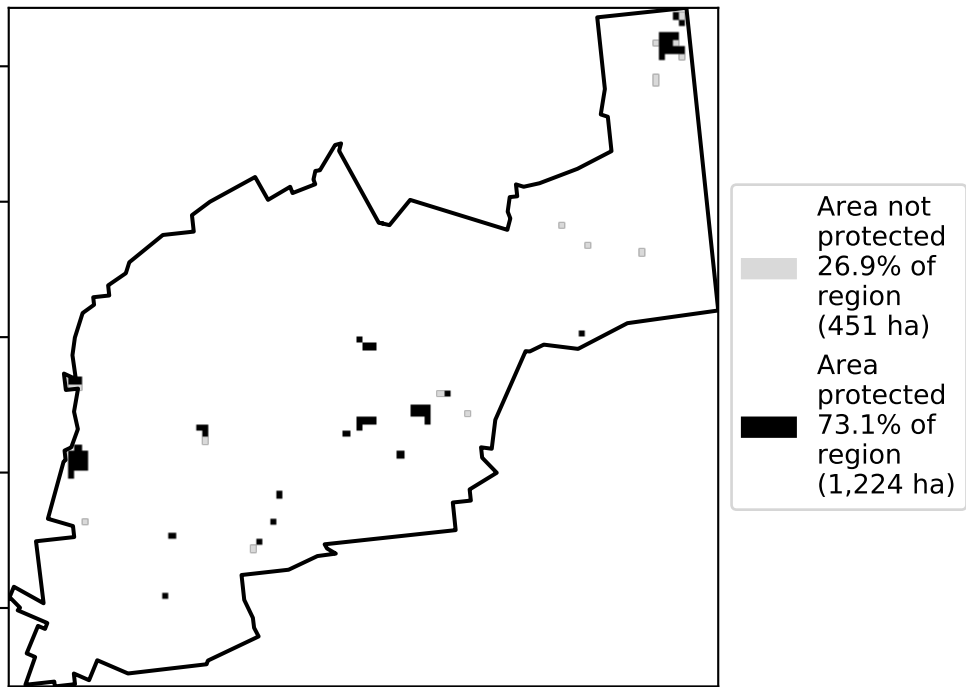 Area not
protected
26.9% of
region
(451 ha)
Area
protected
73.1% of
region
(1,224 ha)